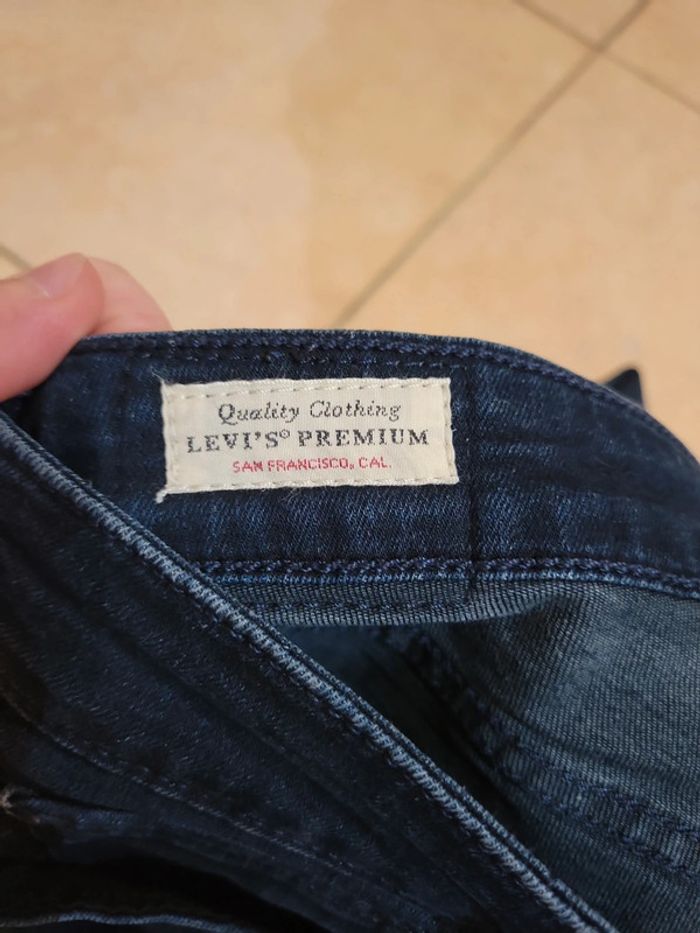 Quality Clothing
LEVI'S® PREMIUM
SAN FRANCISCO, CAL.